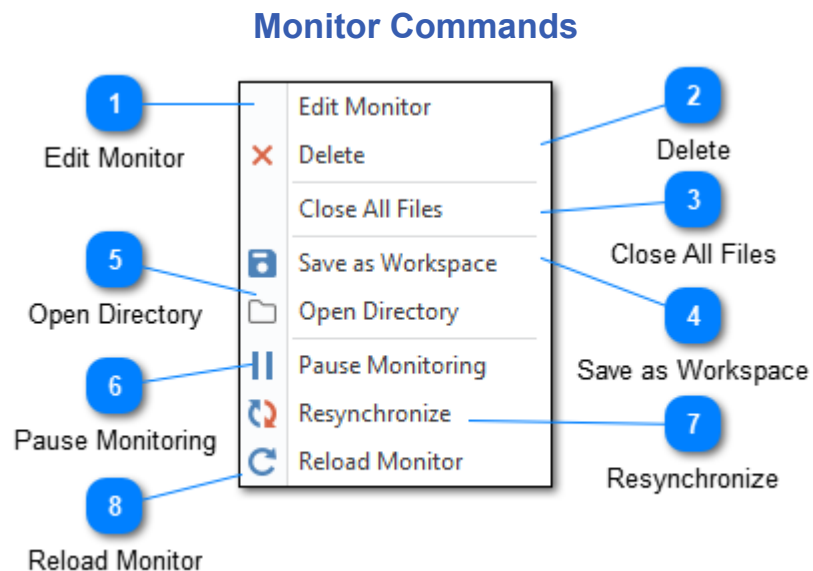 Monitor Commands
1
Edit Monitor
2
Delete
3
Close All Files
4
Save as Workspace
5
Open Directory
6
Pause Monitoring
7
Resynchronize
8
Reload Monitor
Edit Monitor
Delete
Close All Files
Save as Workspace
Open Directory
Pause Monitoring
Resynchronize
Reload Monitor